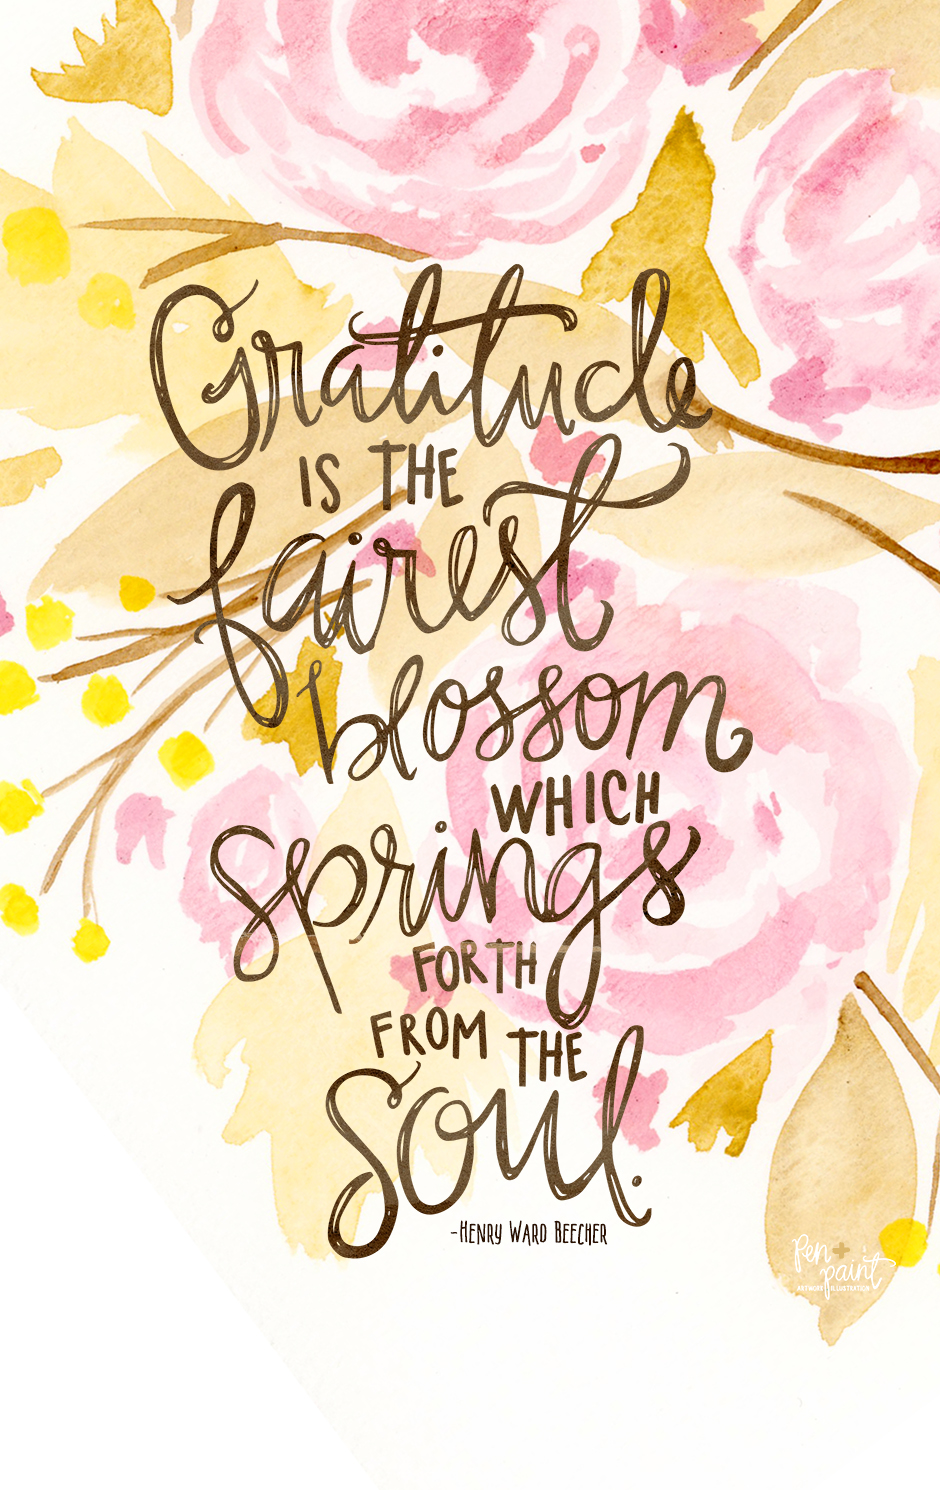 Gratitude
IS THE
fairest
blossom
WHICH
springs
FORTH
FROM THE
Soul.
-HENRY WARD BEECHER
Pen +
paint
ARTWORK ILLUSTRATION